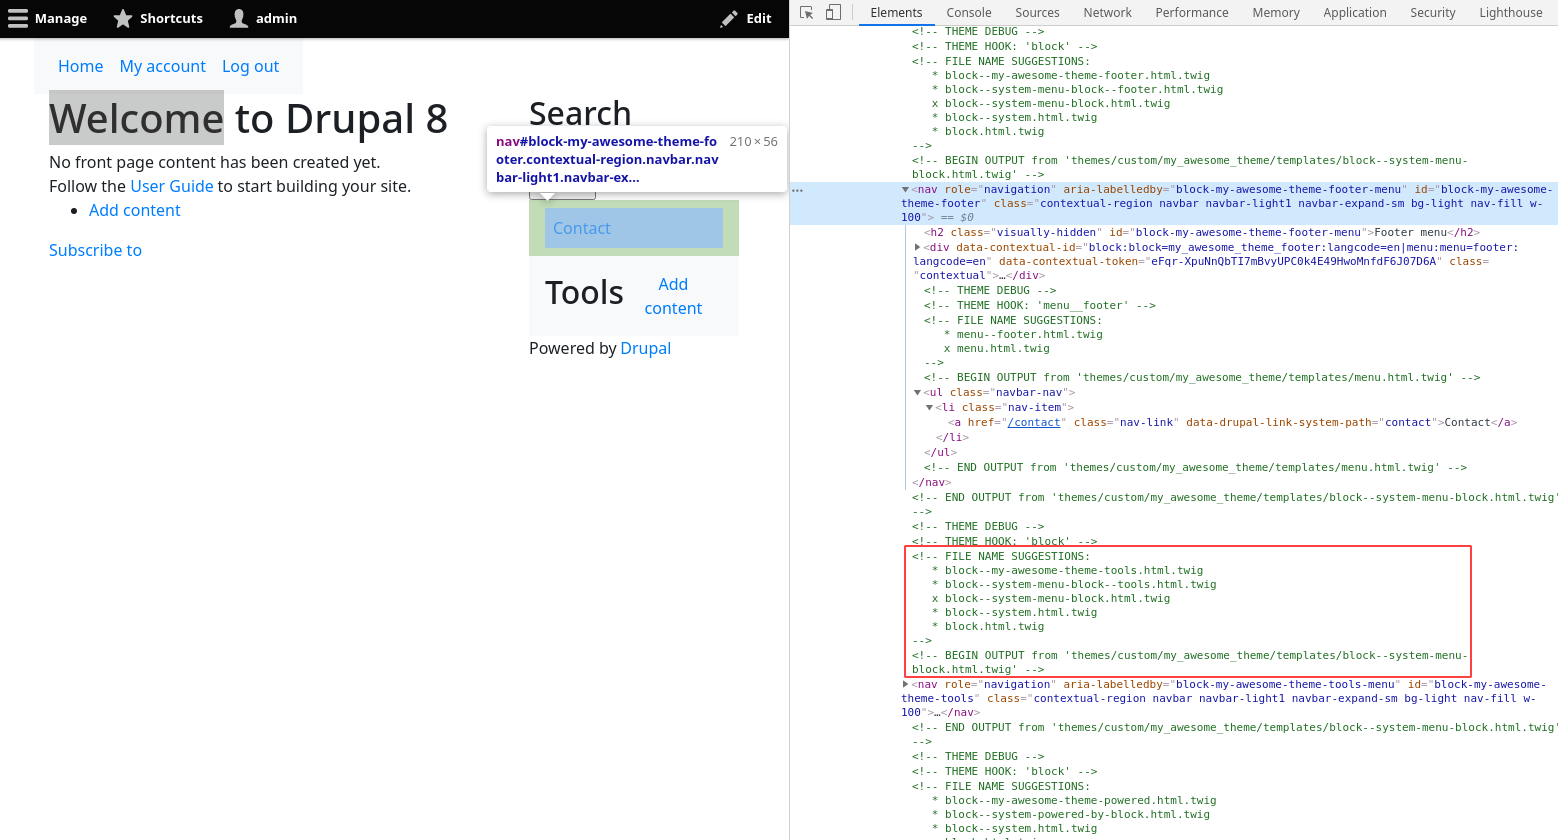 Manage Shortcuts admin Edit
Home My account Log out
Welcome to Drupal 8
No front page content has been created yet.
Follow the User Guide to start building your site.
Add content
Subscribe to
Search
nav#block-my-awesome-theme-fo 210 × 56
oter.contextual-region.navbar.nav
bar-light1.navbar-ex...
Contact
Tools Add
content
Powered by Drupal
Elements Console Sources Network Performance Memory Application Security Lighthouse
<!-- THEME DEBUG -->
<!-- THEME HOOK: 'block' -->
<!-- FILE NAME SUGGESTIONS:
* block--my-awesome-theme-footer.html.twig
* block--system-menu-block--footer.html.twig
x block--system-menu-block.html.twig
* block--system.html.twig
* block.html.twig
-->
<!-- BEGIN OUTPUT from 'themes/custom/my_awesome_theme/templates/block--system-menu-
block.html.twig' -->
<nav role="navigation" aria-labelledby="block-my-awesome-theme-footer-menu" id="block-my-awesome-
theme-footer" class="contextual-region navbar navbar-light1 navbar-expand-sm bg-light nav-fill w-
100"> == $0
<h2 class="visually-hidden" id="block-my-awesome-theme-footer-menu">Footer menu</h2>
<div data-contextual-id="block:block=my_awesome_theme_footer:langcode=en|menu:menu=footer:
langcode=en" data-contextual-token="eFqr-XpuNnQbTI7mBvyUPC0k4E49HwoMnfdF6J07D6A" class=
"contextual">…</div>
<!-- THEME DEBUG -->
<!-- THEME HOOK: 'menu__footer' -->
<!-- FILE NAME SUGGESTIONS:
* menu--footer.html.twig
x menu.html.twig
-->
<!-- BEGIN OUTPUT from 'themes/custom/my_awesome_theme/templates/menu.html.twig' -->
<ul class="navbar-nav">
<li class="nav-item">
<a href="/contact" class="nav-link" data-drupal-link-system-path="contact">Contact</a>
</li>
</ul>
<!-- END OUTPUT from 'themes/custom/my_awesome_theme/templates/menu.html.twig' -->
</nav>
<!-- END OUTPUT from 'themes/custom/my_awesome_theme/templates/block--system-menu-block.html.twig'
-->
<!-- THEME DEBUG -->
<!-- THEME HOOK: 'block' -->
<!-- FILE NAME SUGGESTIONS:
* block--my-awesome-theme-tools.html.twig
* block--system-menu-block--tools.html.twig
x block--system-menu-block.html.twig
* block--system.html.twig
* block.html.twig
-->
<!-- BEGIN OUTPUT from 'themes/custom/my_awesome_theme/templates/block--system-menu-
block.html.twig' -->
<nav role="navigation" aria-labelledby="block-my-awesome-theme-tools-menu" id="block-my-awesome-
theme-tools" class="contextual-region navbar navbar-light1 navbar-expand-sm bg-light nav-fill w-
100">…</nav>
<!-- END OUTPUT from 'themes/custom/my_awesome_theme/templates/block--system-menu-block.html.twig'
-->
<!-- THEME DEBUG -->
<!-- THEME HOOK: 'block' -->
<!-- FILE NAME SUGGESTIONS:
* block--my-awesome-theme-powered.html.twig
* block--system-powered-by-block.html.twig
* block--system.html.twig